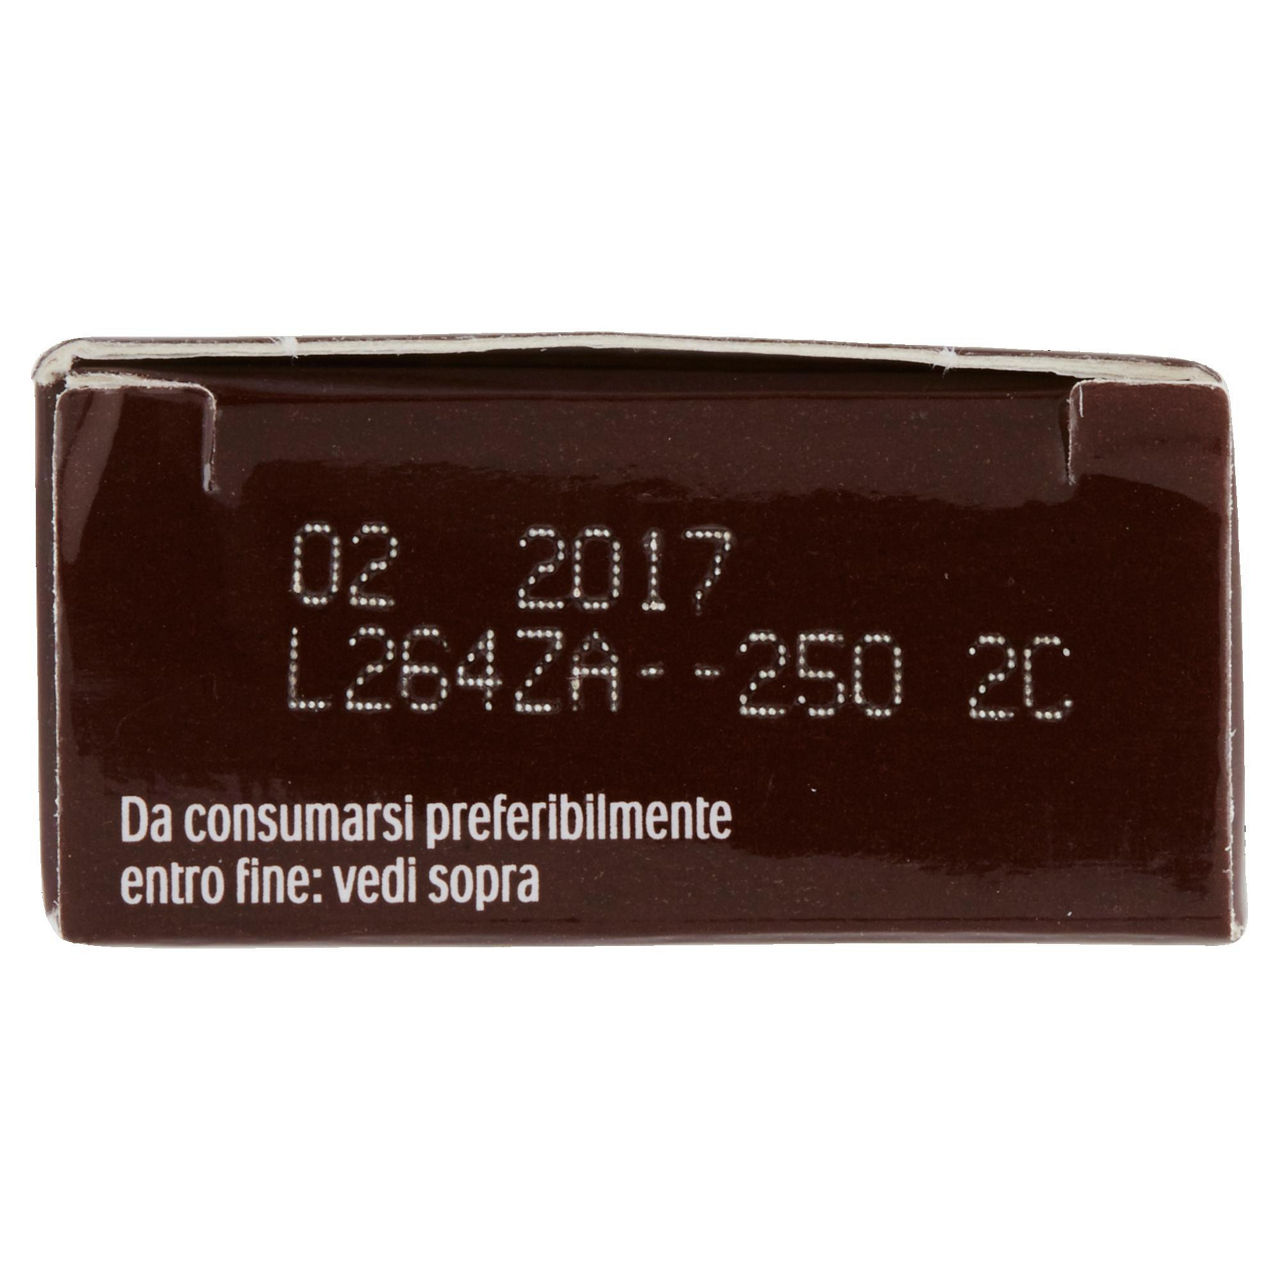 02 2017
L264ZA--250 2C
Da consumarsi preferibilmente
entro fine: vedi sopra